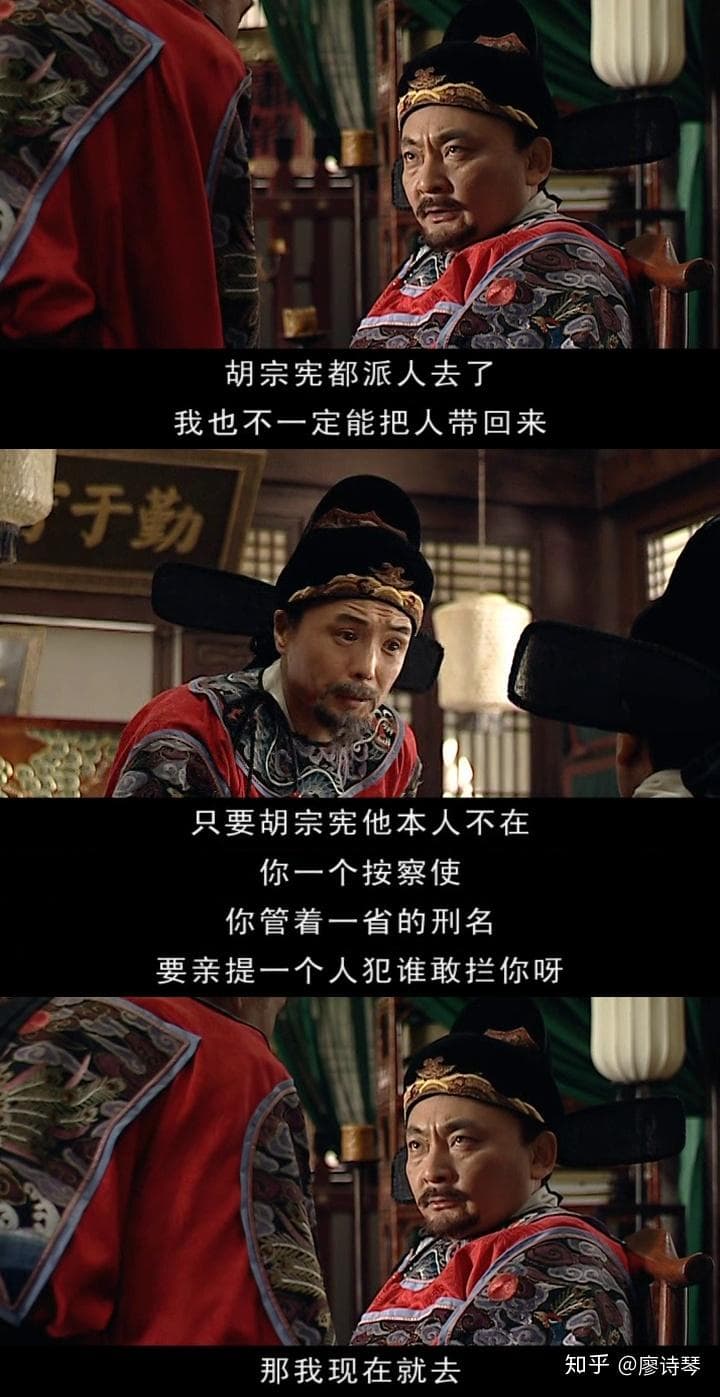 胡宗宪都派人去了
我也不一定能把人带回来
于勤
只要胡宗宪他本人不在
你一个按察使
你管着一省的刑名
要亲提一个人犯谁敢拦你呀
那我现在就去
知乎 @廖诗琴